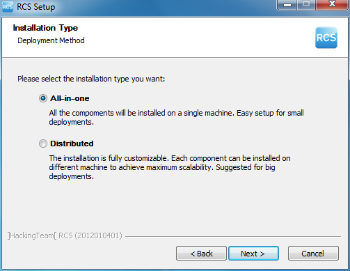 RCS Setup
Installation Type
Deployment Method
RCS
Please select the installation type you want:
All-in-one
All the components will be installed on a single machine. Easy setup for small
deployments.
Distributed
The installation is fully customizable. Each component can be installed on
different machine to achieve maximum scalability. Suggested for big
deployments.
]HackingTeam[ RCS (2012010401)
< Back
Next >
Cancel